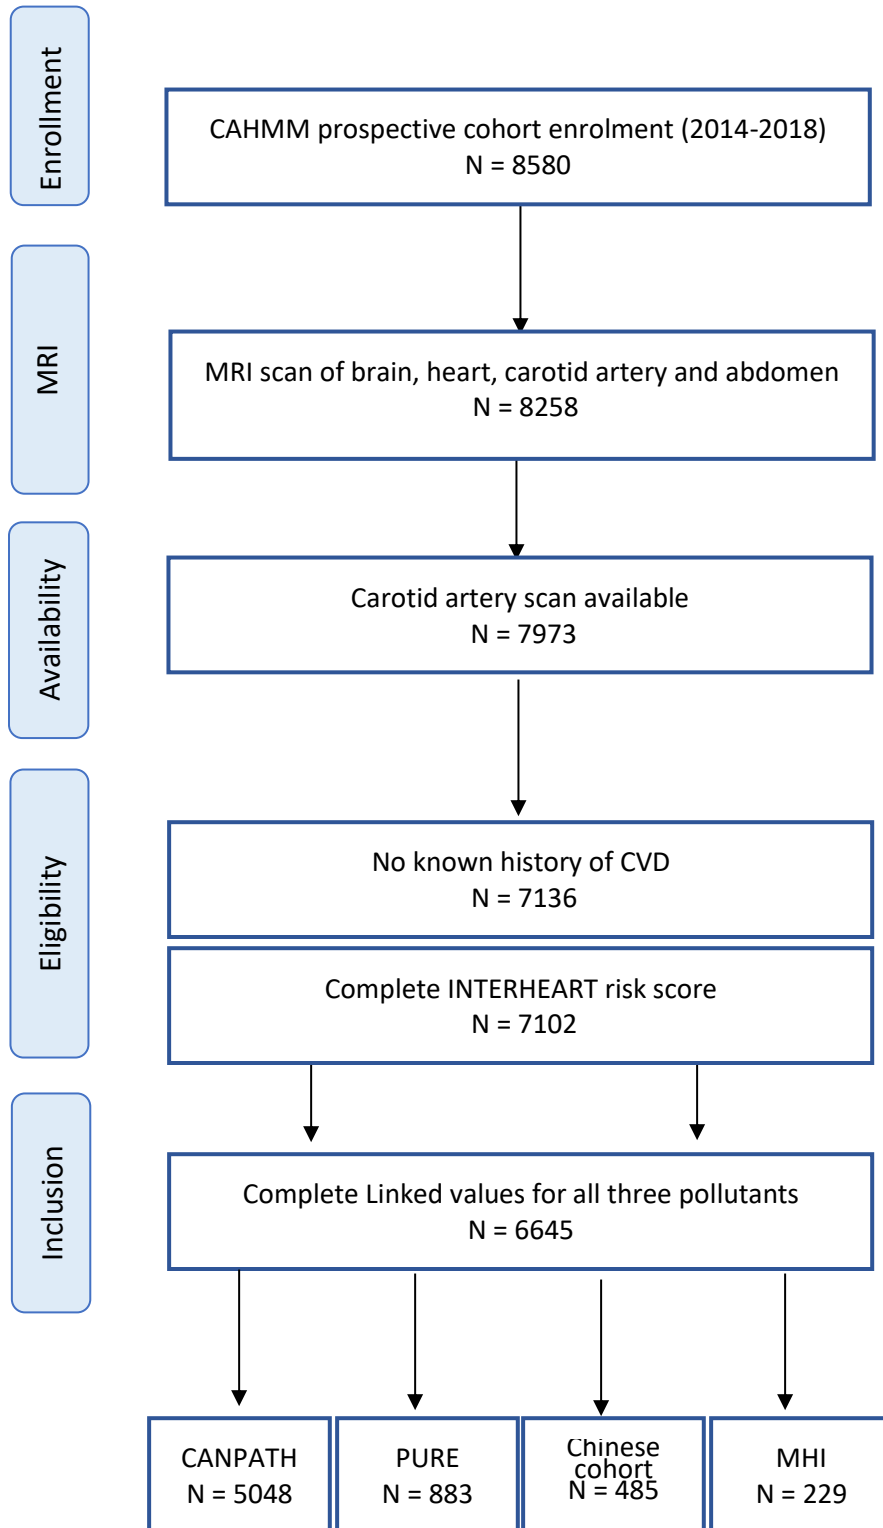 Enrollment
CAHMM prospective cohort enrolment (2014-2018)
N = 8580
MRI
MRI scan of brain, heart, carotid artery and abdomen
N = 8258
Availability
Carotid artery scan available
N = 7973
Eligibility
No known history of CVD
N = 7136
Complete INTERHEART risk score
N = 7102
Inclusion
Complete Linked values for all three pollutants
N = 6645
CANPATH
N = 5048
PURE
N = 883
Chinese
cohort
N = 485
MHI
N = 229